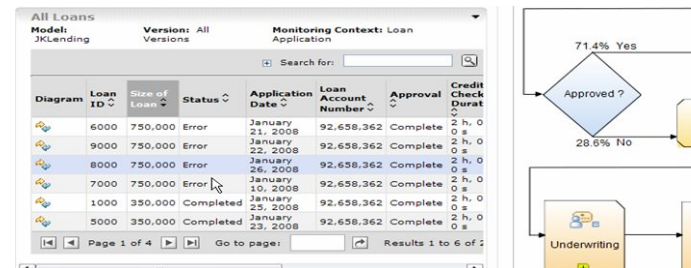 All Loans
Model: Version: All Monitoring Context: Loan
JKLending Versions Application
Search for:
Diagram Loan ID Size of Loan Status Application Date Loan Account Number Approval Credit Check Durat
6000 750,000 Error January 21, 2008 92,658,362 Complete 2 h, 0 0 s
9000 750,000 Error January 22, 2008 92,658,362 Complete 2 h, 0 0 s
8000 750,000 Error January 26, 2008 92,658,362 Complete 2 h, 0 0 s
7000 750,000 Error January 10, 2008 92,658,362 Complete 2 h, 0 0 s
1000 350,000 Completed January 25, 2008 92,658,362 Complete 2 h, 0 0 s
5000 350,000 Completed January 23, 2008 92,658,362 Complete 2 h, 0 0 s
Page 1 of 4 Go to page: Results 1 to 6 of 2
71.4% Yes
Approved ?
28.6% No
Underwriting